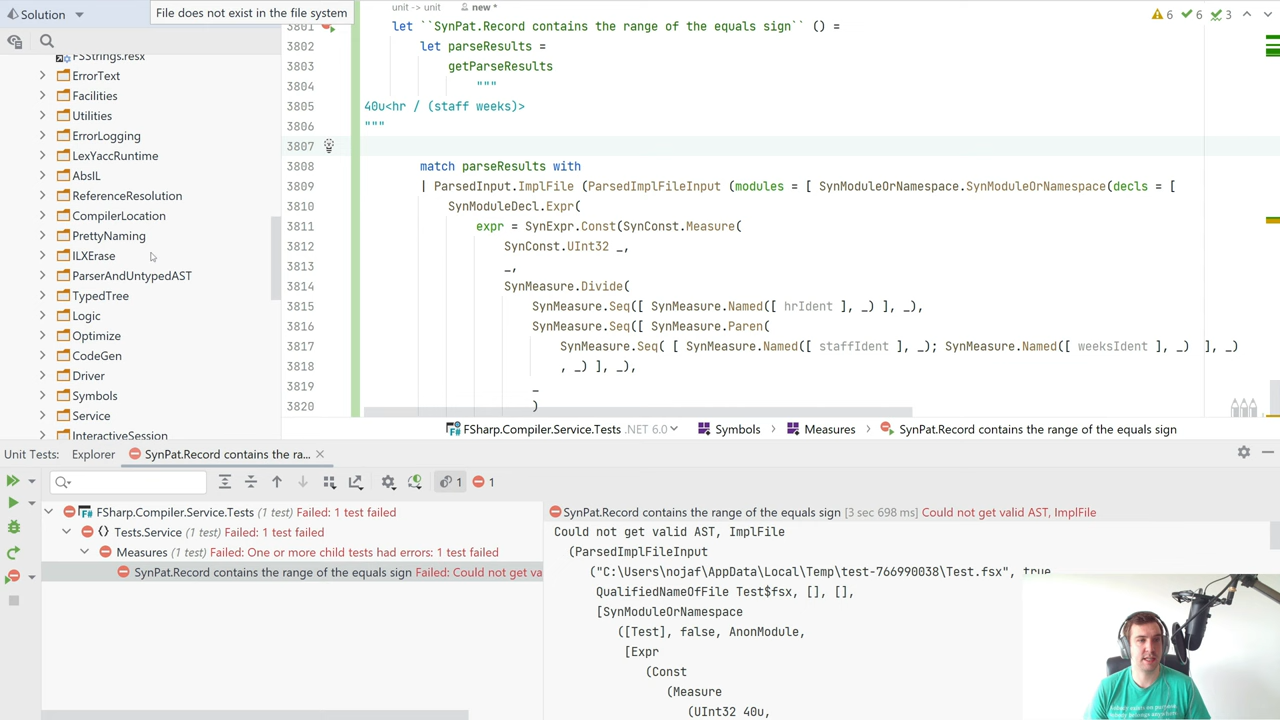 Solution
File does not exist in the file system
FSStrings.resx
ErrorText
Facilities
Utilities
ErrorLogging
LexYaccRuntime
AbsIL
ReferenceResolution
CompilerLocation
PrettyNaming
ILXErase
ParserAndUntypedAST
TypedTree
Logic
Optimize
CodeGen
Driver
Symbols
Service
InteractiveSession
unit -> unit new *
6 6 3
3801 let ``SynPat.Record contains the range of the equals sign`` () =
3802 let parseResults =
3803 getParseResults
3804 """
3805 40u<hr / (staff weeks)>
3806 """
3807
3808 match parseResults with
3809 | ParsedInput.ImplFile (ParsedImplFileInput (modules = [ SynModuleOrNamespace.SynModuleOrNamespace(decls = [
3810 SynModuleDecl.Expr(
3811 expr = SynExpr.Const(SynConst.Measure(
3812 SynConst.UInt32 _,
3813 _,
3814 SynMeasure.Divide(
3815 SynMeasure.Seq([ SynMeasure.Named([ hrIdent ], _) ], _),
3816 SynMeasure.Seq([ SynMeasure.Paren(
3817 SynMeasure.Seq( [ SynMeasure.Named([ staffIdent ], _); SynMeasure.Named([ weeksIdent ], _) ], _)
3818 , _) ], _),
3819 _
3820 )
FSharp.Compiler.Service.Tests .NET 6.0 Symbols Measures SynPat.Record contains the range of the equals sign
Unit Tests: Explorer SynPat.Record contains the ra...
1 1
FSharp.Compiler.Service.Tests (1 test) Failed: 1 test failed
Tests.Service (1 test) Failed: 1 test failed
Measures (1 test) Failed: One or more child tests had errors: 1 test failed
SynPat.Record contains the range of the equals sign Failed: Could not get va
SynPat.Record contains the range of the equals sign [3 sec 698 ms] Could not get valid AST, ImplFile
Could not get valid AST, ImplFile
(ParsedImplFileInput
("C:\Users\nojaf\AppData\Local\Temp\test-766990038\Test.fsx", true,
QualifiedNameOfFile Test$fsx, [], [],
[SynModuleOrNamespace
([Test], false, AnonModule,
[Expr
(Const
(Measure
(UInt32 40u,